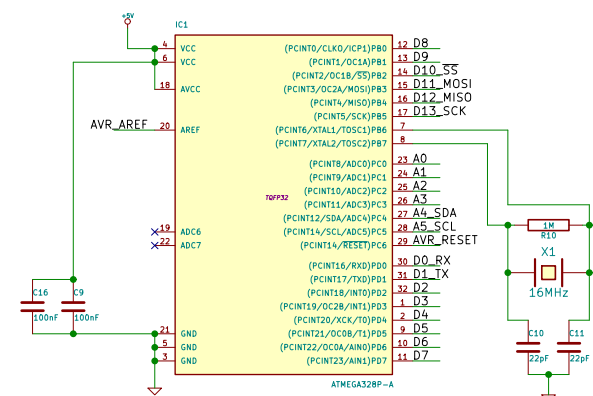 +5V
IC1
4 VCC
6 VCC
18 AVCC
AVR_AREF 20 AREF
TQFP32
19 ADC6
22 ADC7
21 GND
5 GND
3 GND
(PCINT0/CLKO/ICP1)PB0 12 D8
(PCINT1/OC1A)PB1 13 D9
(PCINT2/OC1B/SS)PB2 14 D10_SS
(PCINT3/OC2A/MOSI)PB3 15 D11_MOSI
(PCINT4/MISO)PB4 16 D12_MISO
(PCINT5/SCK)PB5 17 D13_SCK
(PCINT6/XTAL1/TOSC1)PB6 7
(PCINT7/XTAL2/TOSC2)PB7 8
(PCINT8/ADC0)PC0 23 A0
(PCINT9/ADC1)PC1 24 A1
(PCINT10/ADC2)PC2 25 A2
(PCINT11/ADC3)PC3 26 A3
(PCINT12/SDA/ADC4)PC4 27 A4_SDA
(PCINT14/SCL/ADC5)PC5 28 A5_SCL
(PCINT14/RESET)PC6 29 AVR_RESET
(PCINT16/RXD)PD0 30 D0_RX
(PCINT17/TXD)PD1 31 D1_TX
(PCINT18/INT0)PD2 32 D2
(PCINT19/OC2B/INT1)PD3 1 D3
(PCINT20/XCK/T0)PD4 2 D4
(PCINT21/OC0B/T1)PD5 9 D5
(PCINT22/OC0A/AIN0)PD6 10 D6
(PCINT23/AIN1)PD7 11 D7
ATMEGA328P-A
C16
100nF
C9
100nF
1M
R10
X1
16MHz
C10
22pF
C11
22pF